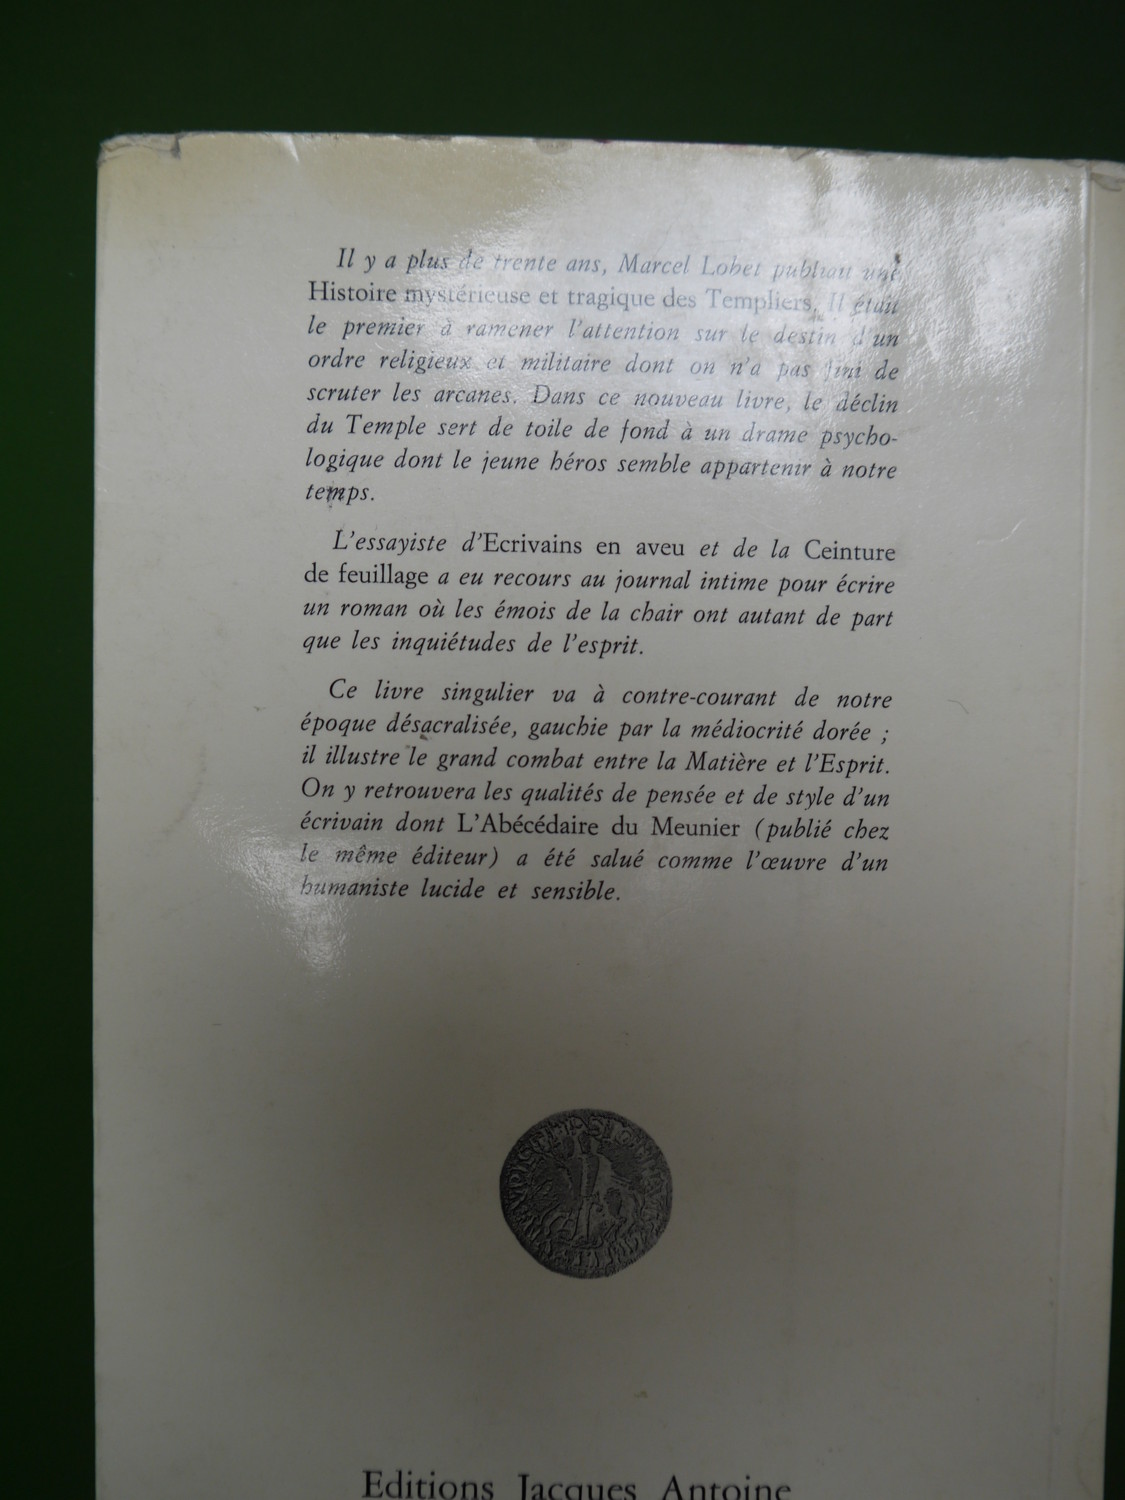 Il y a plus de trente ans, Marcel Lobet publiait une
Histoire mystérieuse et tragique des Templiers. Il était
le premier à ramener l'attention sur le destin d'un
ordre religieux et militaire dont on n'a pas fini de
scruter les arcanes. Dans ce nouveau livre, le déclin
du Temple sert de toile de fond à un drame psycho-
logique dont le jeune héros semble appartenir à notre
temps.
L'essayiste d'Ecrivains en aveu et de la Ceinture
de feuillage a eu recours au journal intime pour écrire
un roman où les émois de la chair ont autant de part
que les inquiétudes de l'esprit.
Ce livre singulier va à contre-courant de notre
époque désacralisée, gauchie par la médiocrité dorée ;
il illustre le grand combat entre la Matière et l'Esprit.
On y retrouvera les qualités de pensée et de style d'un
écrivain dont L'Abécédaire du Meunier (publié chez
le même éditeur) a été salué comme l'œuvre d'un
humaniste lucide et sensible.
Editions Jacques Antoine